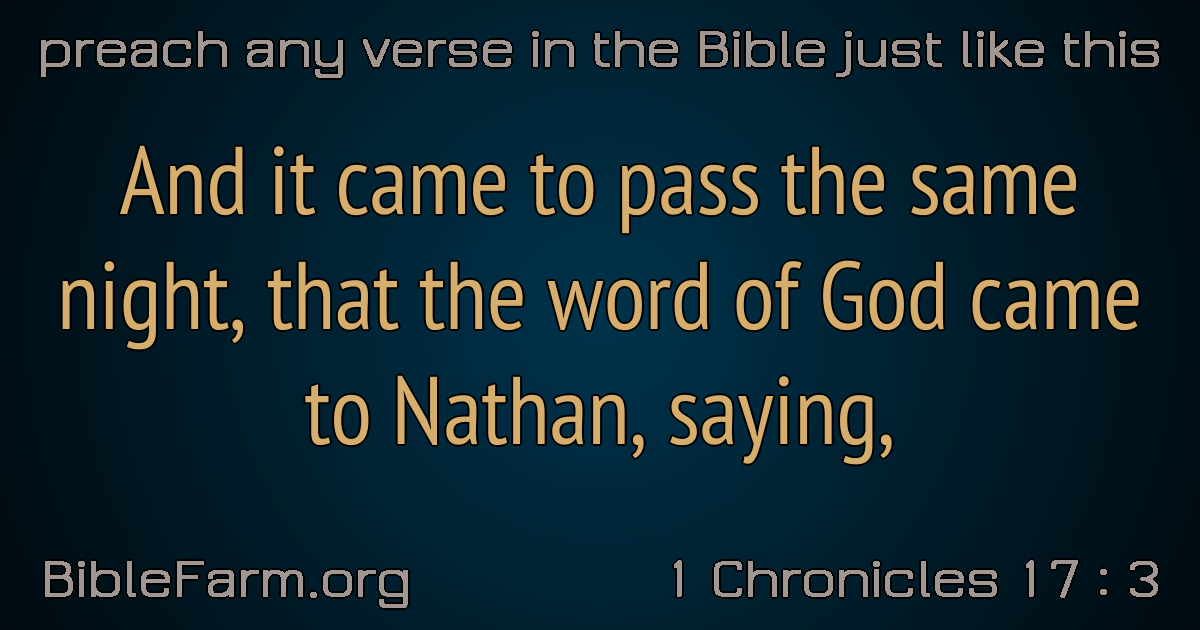 preach any verse in the Bible just like this
And it came to pass the same
night, that the word of God came
to Nathan, saying,
BibleFarm.org
1 Chronicles 17 : 3